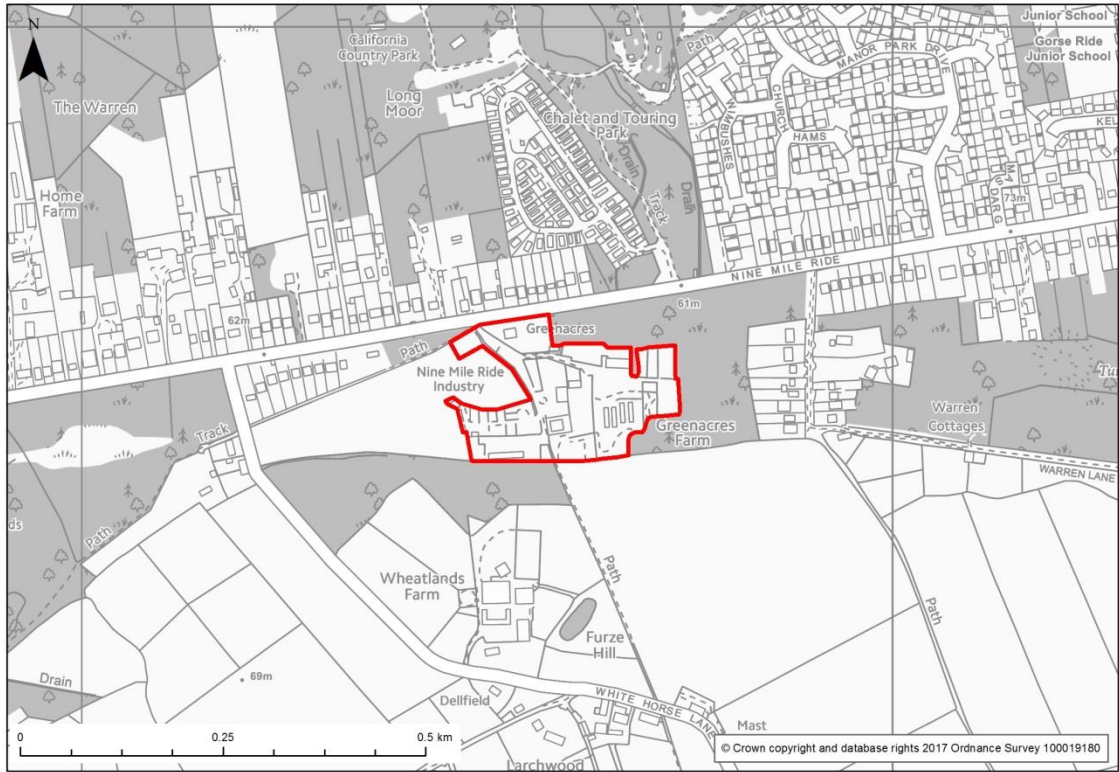 N
California
Country Park
Junior School
Gorse Ride
Junior School
MANOR PARK DRIVE
Path
The Warren
Long
Moor
Chalet and Touring
Park
WIMBUSHES
CHURCH
HAMS
Drain
Track
Drain
73m
Home
Farm
NINE MILE RIDE
61m
62m
Greenacres
Path
Nine Mile Ride
Industry
Greenacres
Farm
Warren
Cottages
WARREN LANE
Track
Path
Path
Path
Wheatlands
Farm
Furze
Hill
Drain
69m
Dellfield
WHITE HORSE LANE
Mast
Larchwood
0
0.25
0.5
km
© Crown copyright and database rights 2017 Ordnance Survey 100019180